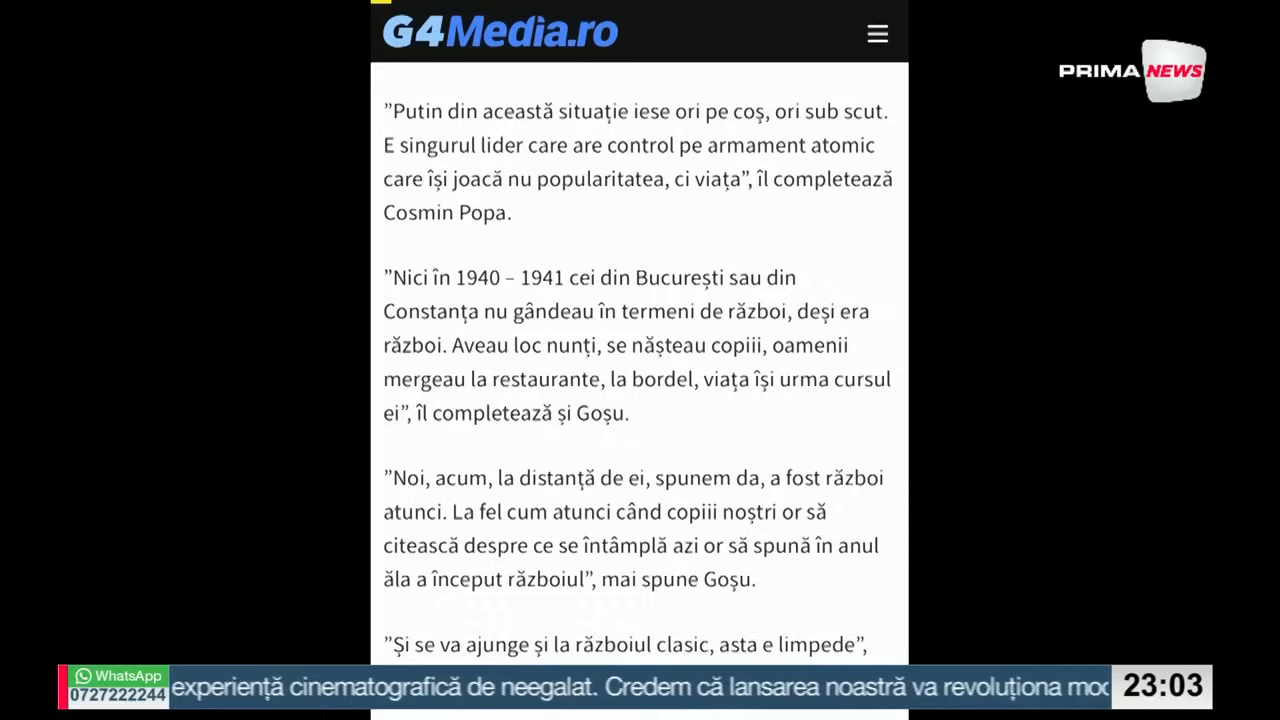 G4Media.ro
PRIMA NEWS
”Putin din această situație iese ori pe coș, ori sub scut.
E singurul lider care are control pe armament atomic
care își joacă nu popularitatea, ci viața”, îl completează
Cosmin Popa.
”Nici în 1940 – 1941 cei din București sau din
Constanța nu gândeau în termeni de război, deși era
război. Aveau loc nunți, se nășteau copiii, oamenii
mergeau la restaurante, la bordel, viața își urma cursul
ei”, îl completează și Goșu.
”Noi, acum, la distanță de ei, spunem da, a fost război
atunci. La fel cum atunci când copiii noștri or să
citească despre ce se întâmplă azi or să spună în anul
ăla a început războiul”, mai spune Goșu.
”Și se va ajunge și la războiul clasic, asta e limpede”,
WhatsApp
0727222244
experiență cinematografică de neegalat. Credem că lansarea noastră va revoluționa
23:03